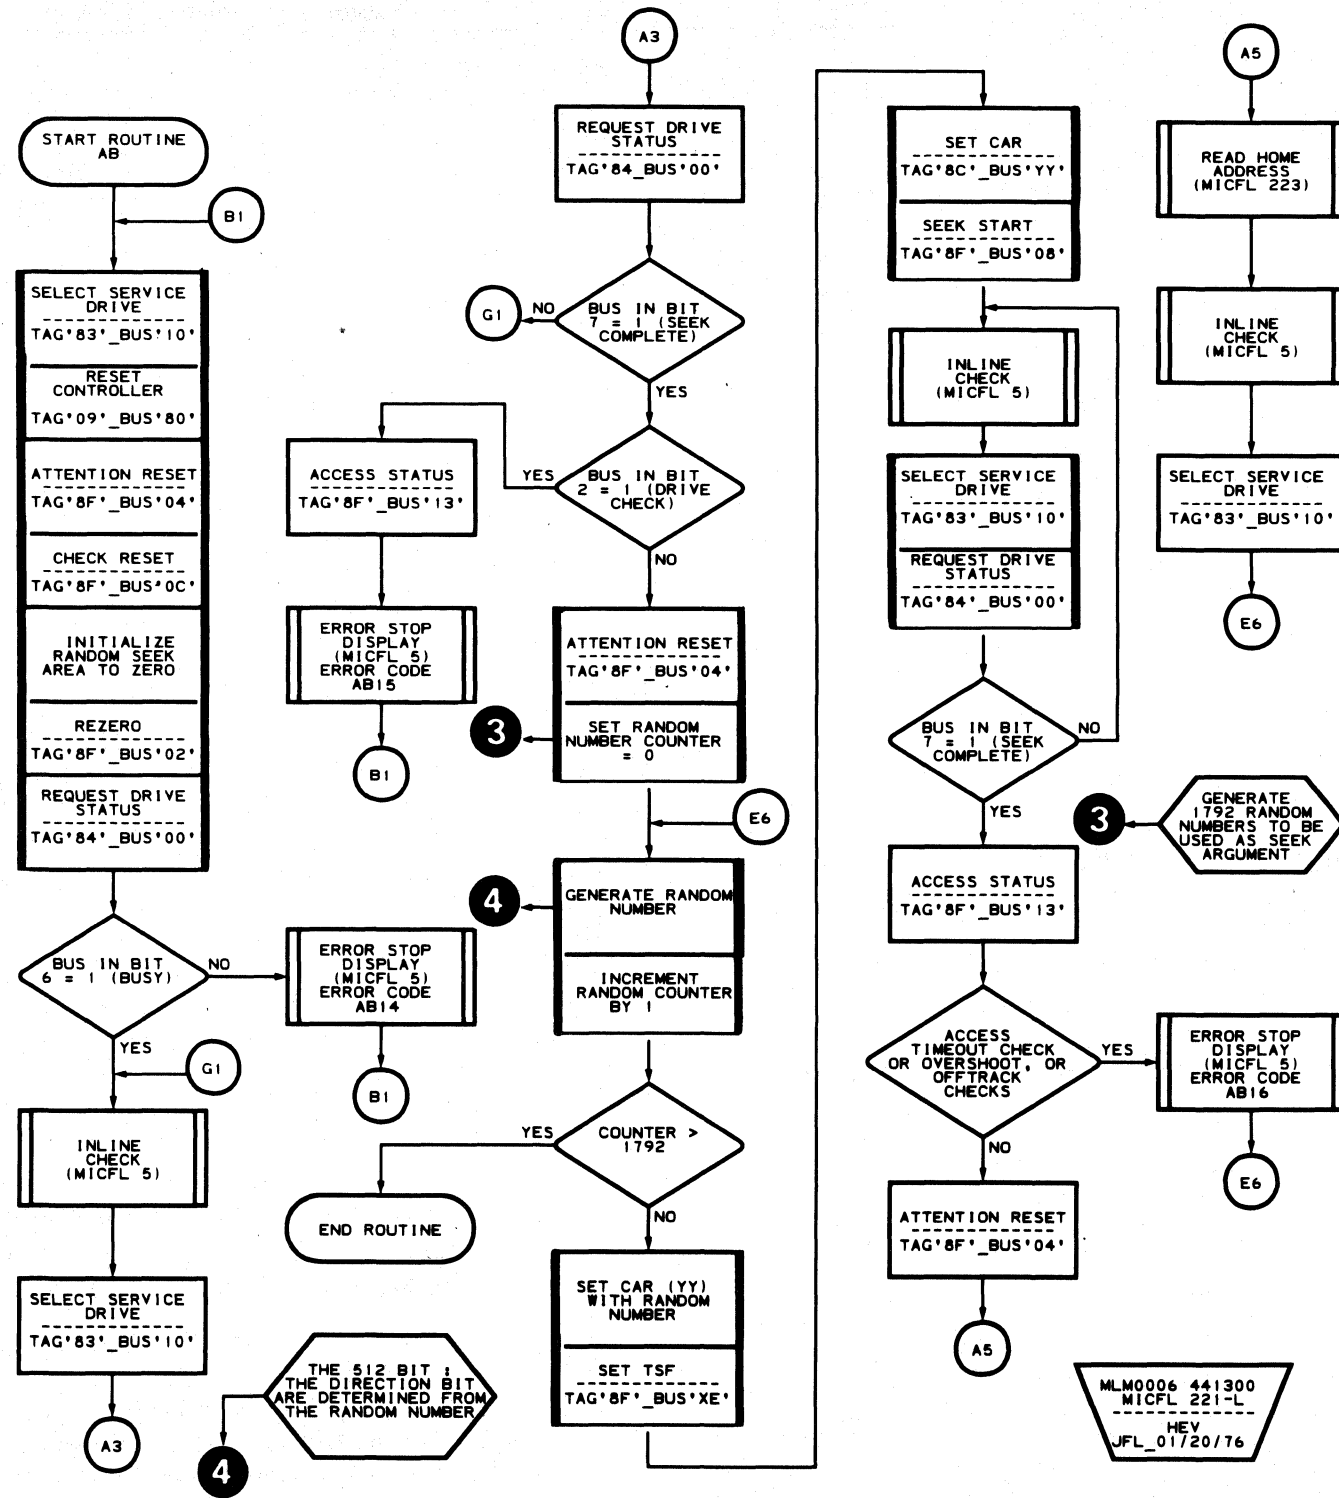 START ROUTINE
AB
B1
SELECT SERVICE
DRIVE
TAG'83'_BUS'10'
RESET
CONTROLLER
TAG'09'_BUS'80'
ATTENTION RESET
TAG'8F'_BUS'04'
CHECK RESET
TAG'8F'_BUS'0C'
INITIALIZE
RANDOM SEEK
AREA TO ZERO
REZERO
TAG'8F'_BUS'02'
REQUEST DRIVE
STATUS
TAG'84'_BUS'00'
BUS IN BIT
6 = 1 (BUSY)
NO
YES
G1
INLINE
CHECK
(MICFL 5)
SELECT SERVICE
DRIVE
TAG'83'_BUS'10'
A3
ACCESS STATUS
TAG'8F'_BUS'13'
ERROR STOP
DISPLAY
(MICFL 5)
ERROR CODE
AB15
B1
ERROR STOP
DISPLAY
(MICFL 5)
ERROR CODE
AB14
B1
END ROUTINE
THE 512 BIT :
THE DIRECTION BIT
ARE DETERMINED FROM
THE RANDOM NUMBER
4
A3
REQUEST DRIVE
STATUS
TAG'84_BUS'00'
BUS IN BIT
7 = 1 (SEEK
COMPLETE)
NO
G1
YES
BUS IN BIT
2 = 1 (DRIVE
CHECK)
YES
NO
ATTENTION RESET
TAG'8F'_BUS'04'
SET RANDOM
NUMBER COUNTER
= 0
3
E6
GENERATE RANDOM
NUMBER
4
INCREMENT
RANDOM COUNTER
BY 1
COUNTER >
1792
YES
NO
SET CAR (YY)
WITH RANDOM
NUMBER
SET TSF
TAG'8F'_BUS'XE'
SET CAR
TAG'8C'_BUS'YY'
SEEK START
TAG'8F'_BUS'08'
INLINE
CHECK
(MICFL 5)
SELECT SERVICE
DRIVE
TAG'83'_BUS'10'
REQUEST DRIVE
STATUS
TAG'84'_BUS'00'
BUS IN BIT
7 = 1 (SEEK
COMPLETE)
NO
YES
ACCESS STATUS
TAG'8F'_BUS'13'
ACCESS
TIMEOUT CHECK
OR OVERSHOOT, OR
OFFTRACK
CHECKS
YES
NO
ATTENTION RESET
TAG'8F'_BUS'04'
A5
A5
READ HOME
ADDRESS
(MICFL 223)
INLINE
CHECK
(MICFL 5)
SELECT SERVICE
DRIVE
TAG'83'_BUS'10'
E6
3
GENERATE
1792 RANDOM
NUMBERS TO BE
USED AS SEEK
ARGUMENT
ERROR STOP
DISPLAY
(MICFL 5)
ERROR CODE
AB16
E6
MLM0006 441300
MICFL 221-L
HEV
JFL_01/20/76